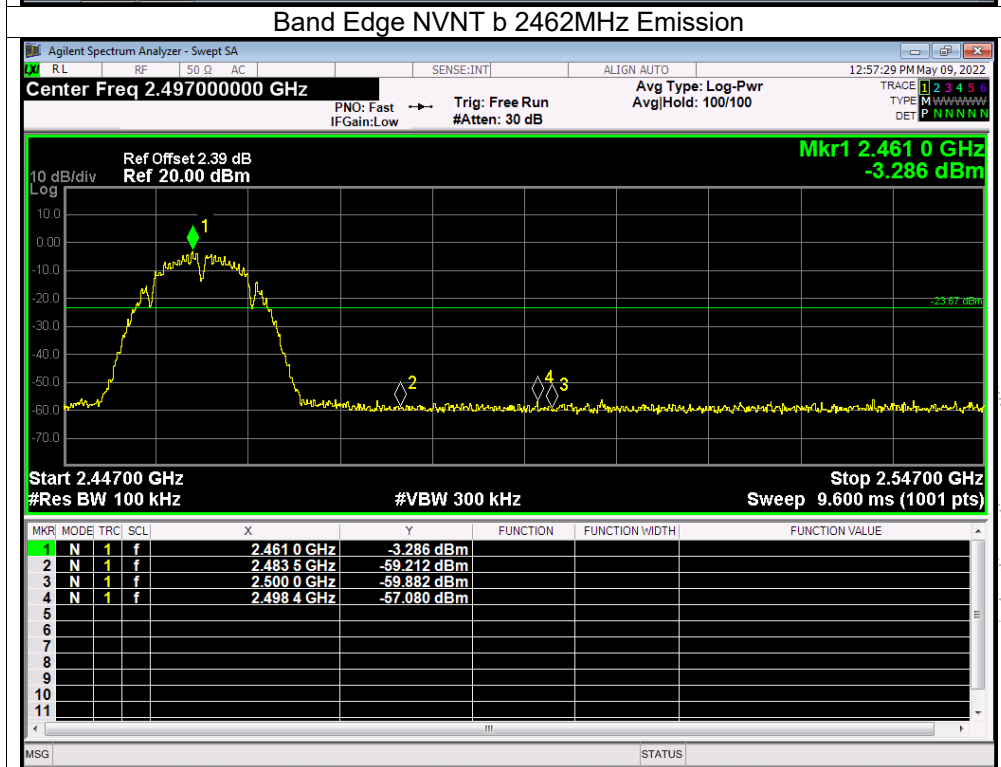 Band Edge NVNT b 2462MHz Emission
Agilent Spectrum Analyzer - Swept SA
LXI RL RF 50 Ω AC SENSE:INT ALIGN AUTO 12:57:29 PM May 09, 2022
Center Freq 2.497000000 GHz
PNO: Fast
IFGain:Low
Trig: Free Run
#Atten: 30 dB
Avg Type: Log-Pwr
Avg|Hold: 100/100
TRACE 1 2 3 4 5 6
TYPE M WWWWW
DET P N N N N N
Mkr1 2.461 0 GHz
-3.286 dBm
Ref Offset 2.39 dB
10 dB/div Ref 20.00 dBm
Log
10.0
0.00
-10.0
-20.0
-30.0
-40.0
-50.0
-60.0
-70.0
1
-23.67 dBm
2
4
3
Start 2.44700 GHz Stop 2.54700 GHz
#Res BW 100 kHz #VBW 300 kHz Sweep 9.600 ms (1001 pts)
MKR MODE TRC SCL X Y FUNCTION FUNCTION WIDTH FUNCTION VALUE
1 N 1 f 2.461 0 GHz -3.286 dBm
2 N 1 f 2.483 5 GHz -59.212 dBm
3 N 1 f 2.500 0 GHz -59.882 dBm
4 N 1 f 2.498 4 GHz -57.080 dBm
5
6
7
8
9
10
11
MSG STATUS